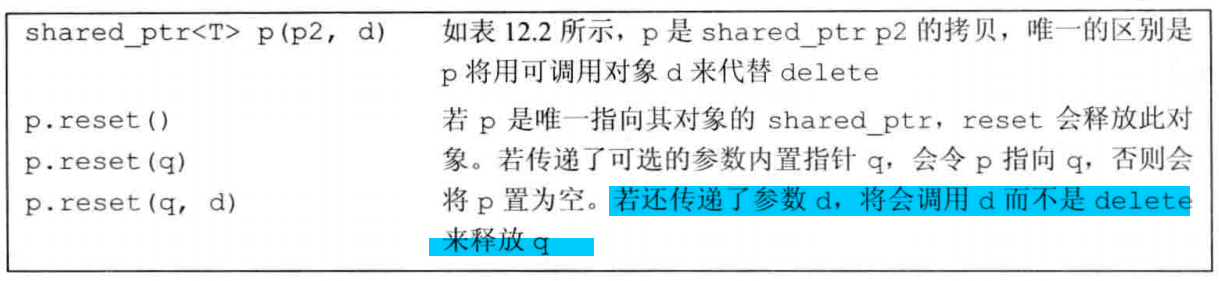 shared_ptr<T> p(p2, d) 如表 12.2 所示，p 是 shared_ptr p2 的拷贝，唯一的区别是
p 将用可调用对象 d 来代替 delete
p.reset() 若 p 是唯一指向其对象的 shared_ptr，reset 会释放此对
p.reset(q) 象。若传递了可选的参数内置指针 q，会令 p 指向 q，否则会
p.reset(q, d) 将 p 置为空。若还传递了参数 d，将会调用 d 而不是 delete
来释放 q